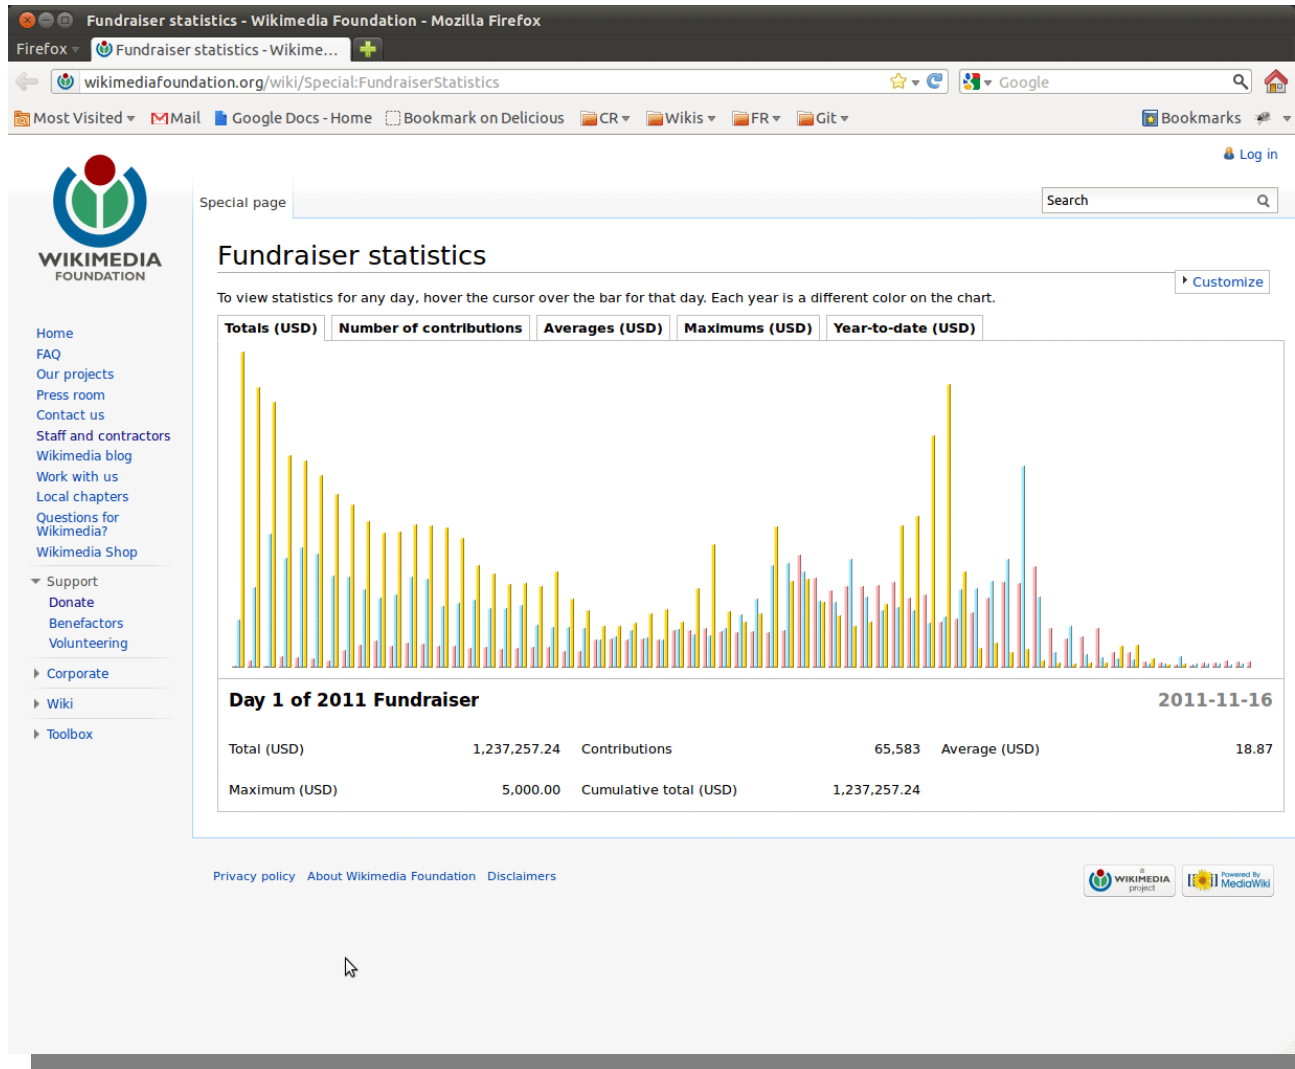 Fundraiser statistics - Wikimedia Foundation - Mozilla Firefox
Firefox
Fundraiser statistics - Wikime...
wikimediafoundation.org/wiki/Special:FundraiserStatistics
Google
Most Visited
Mail
Google Docs - Home
Bookmark on Delicious
CR
Wikis
FR
Git
Bookmarks
Log in
Special page
Search
WIKIMEDIA
FOUNDATION
Home
FAQ
Our projects
Press room
Contact us
Staff and contractors
Wikimedia blog
Work with us
Local chapters
Questions for
Wikimedia?
Wikimedia Shop
Support
Donate
Benefactors
Volunteering
Corporate
Wiki
Toolbox
Fundraiser statistics
Customize
To view statistics for any day, hover the cursor over the bar for that day. Each year is a different color on the chart.
Totals (USD)
Number of contributions
Averages (USD)
Maximums (USD)
Year-to-date (USD)
Day 1 of 2011 Fundraiser
2011-11-16
Total (USD) 1,237,257.24 Contributions 65,583 Average (USD) 18.87
Maximum (USD) 5,000.00 Cumulative total (USD) 1,237,257.24
Privacy policy About Wikimedia Foundation Disclaimers
a
WIKIMEDIA
project
Powered By
MediaWiki